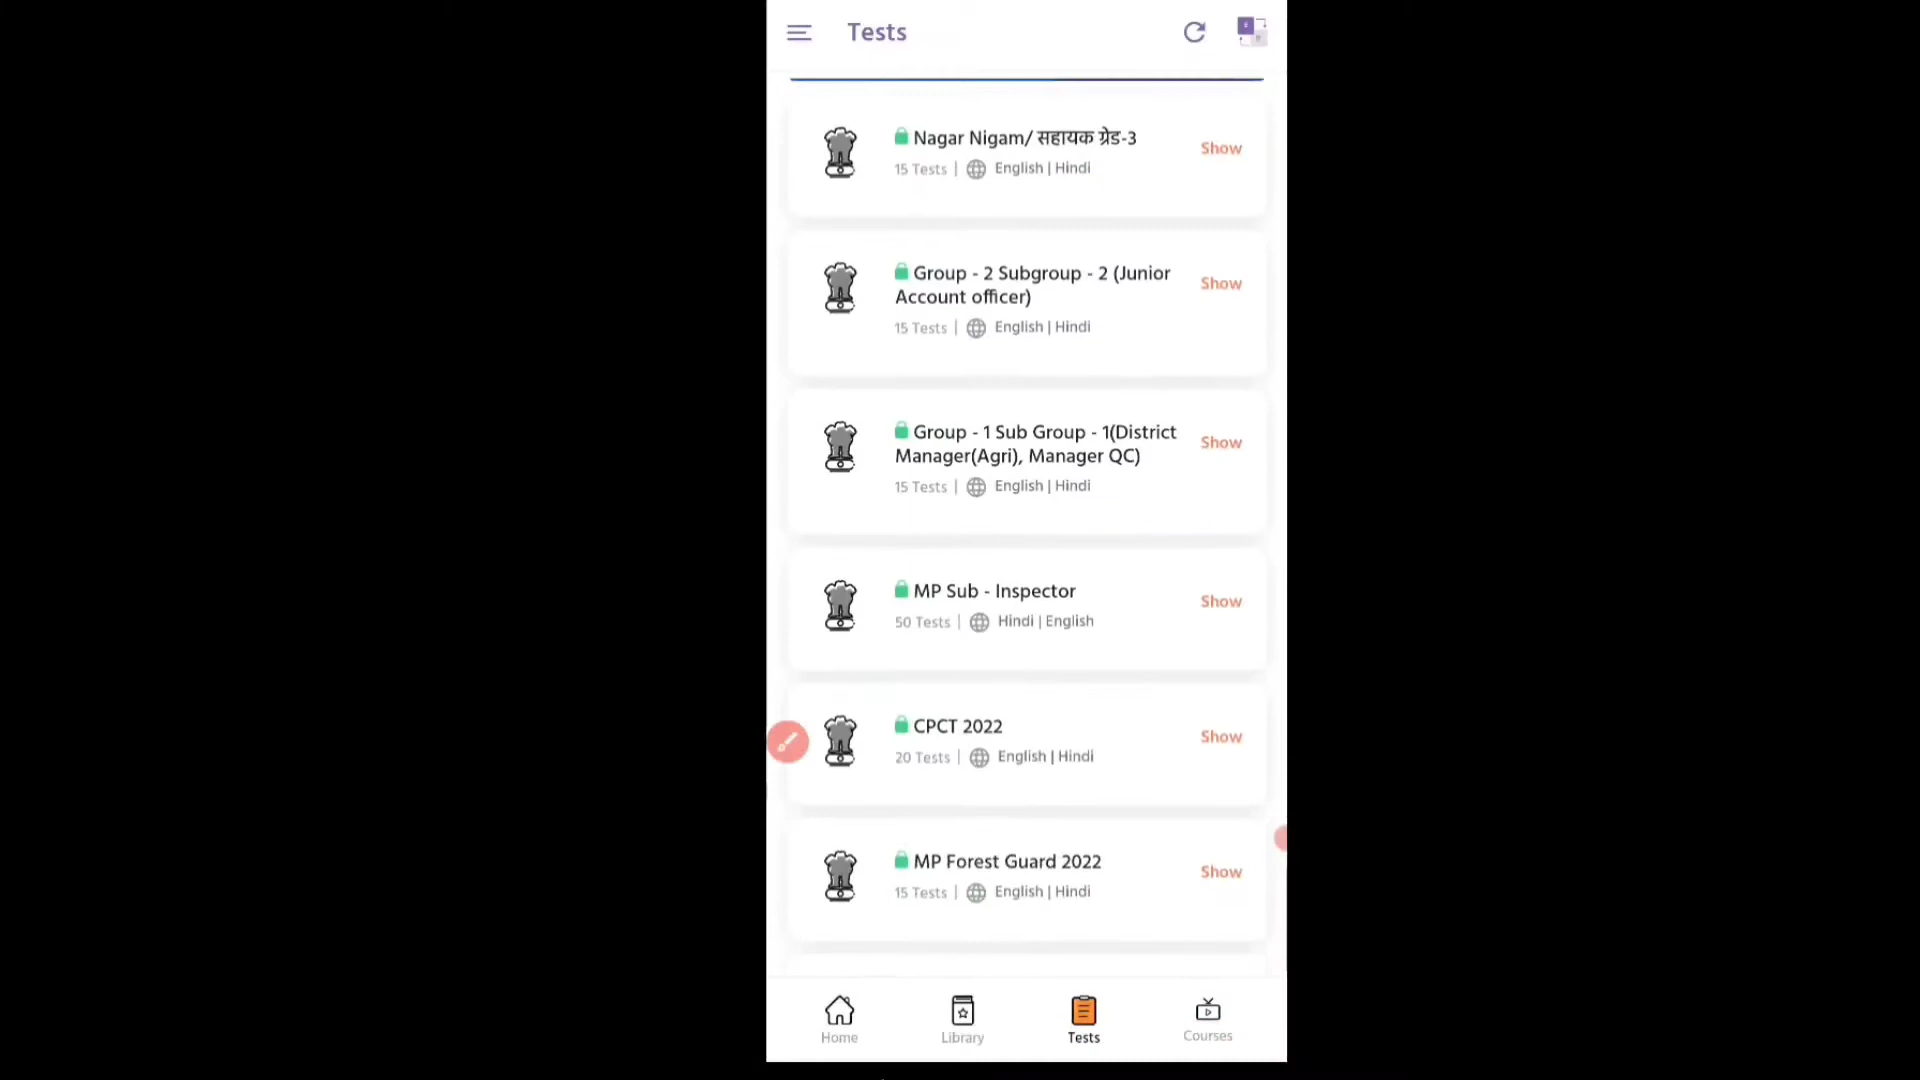 Tests
Nagar Nigam/ सहायक ग्रेड-3
Show
15 Tests | English | Hindi
Group - 2 Subgroup - 2 (Junior
Account officer)
Show
15 Tests | English | Hindi
Group - 1 Sub Group - 1(District
Manager(Agri), Manager QC)
Show
15 Tests | English | Hindi
MP Sub - Inspector
Show
50 Tests | Hindi | English
CPCT 2022
Show
20 Tests | English | Hindi
MP Forest Guard 2022
Show
15 Tests | English | Hindi
Home
Library
Tests
Courses